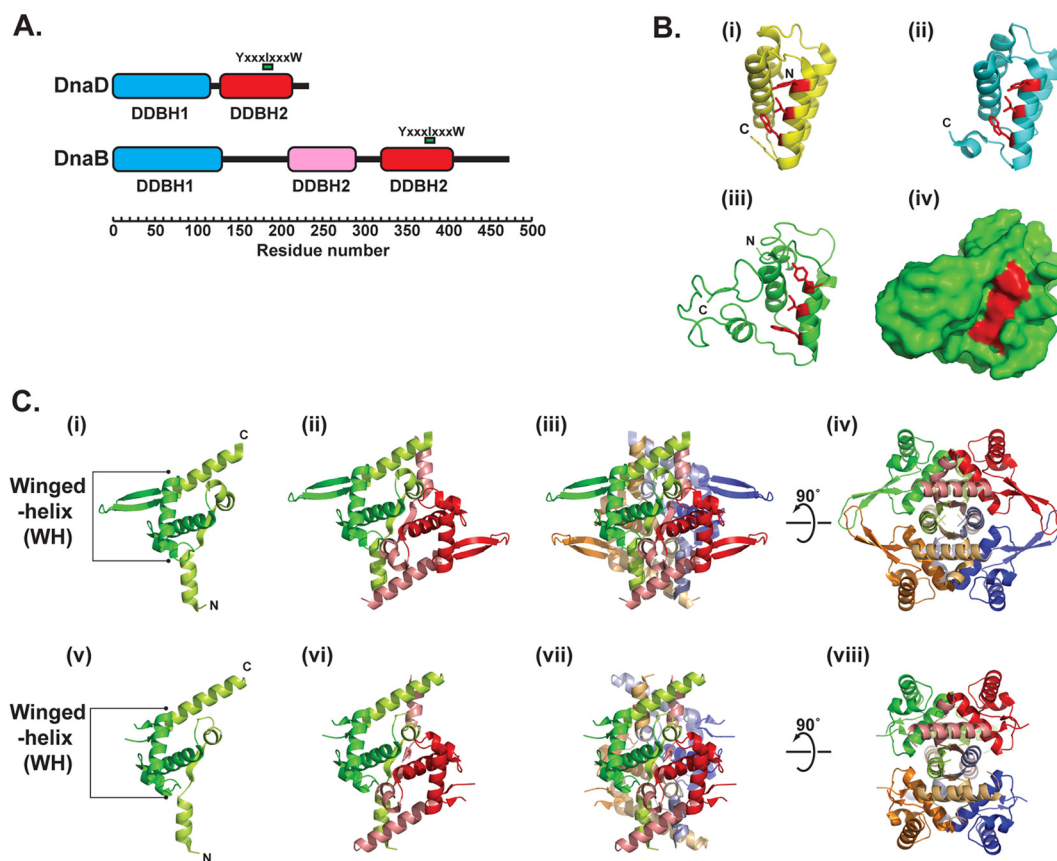 A.
YxxxIxxxW
DnaD
DDBH1 DDBH2
YxxxIxxxW
DnaB
DDBH1 DDBH2 DDBH2
0 50 100 150 200 250 300 350 400 450 500
Residue number
B.
(i) (ii)
N
C
C
(iii) (iv)
N
C
C.
(i) (ii) (iii) (iv)
C
Winged
-helix
(WH)
90°
N
(v) (vi) (vii) (viii)
C
Winged
-helix
(WH)
90°
N